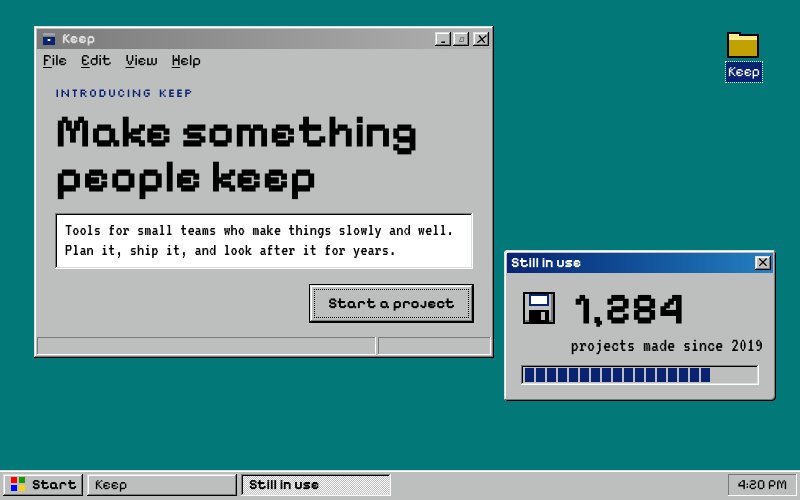 Keep
File Edit View Help
INTRODUCING KEEP
Make something
people keep
Tools for small teams who make things slowly and well.
Plan it, ship it, and look after it for years.
Start a project
Keep
Still in use
1,284
projects made since 2019
Start
Keep
Still in use
4:20 PM